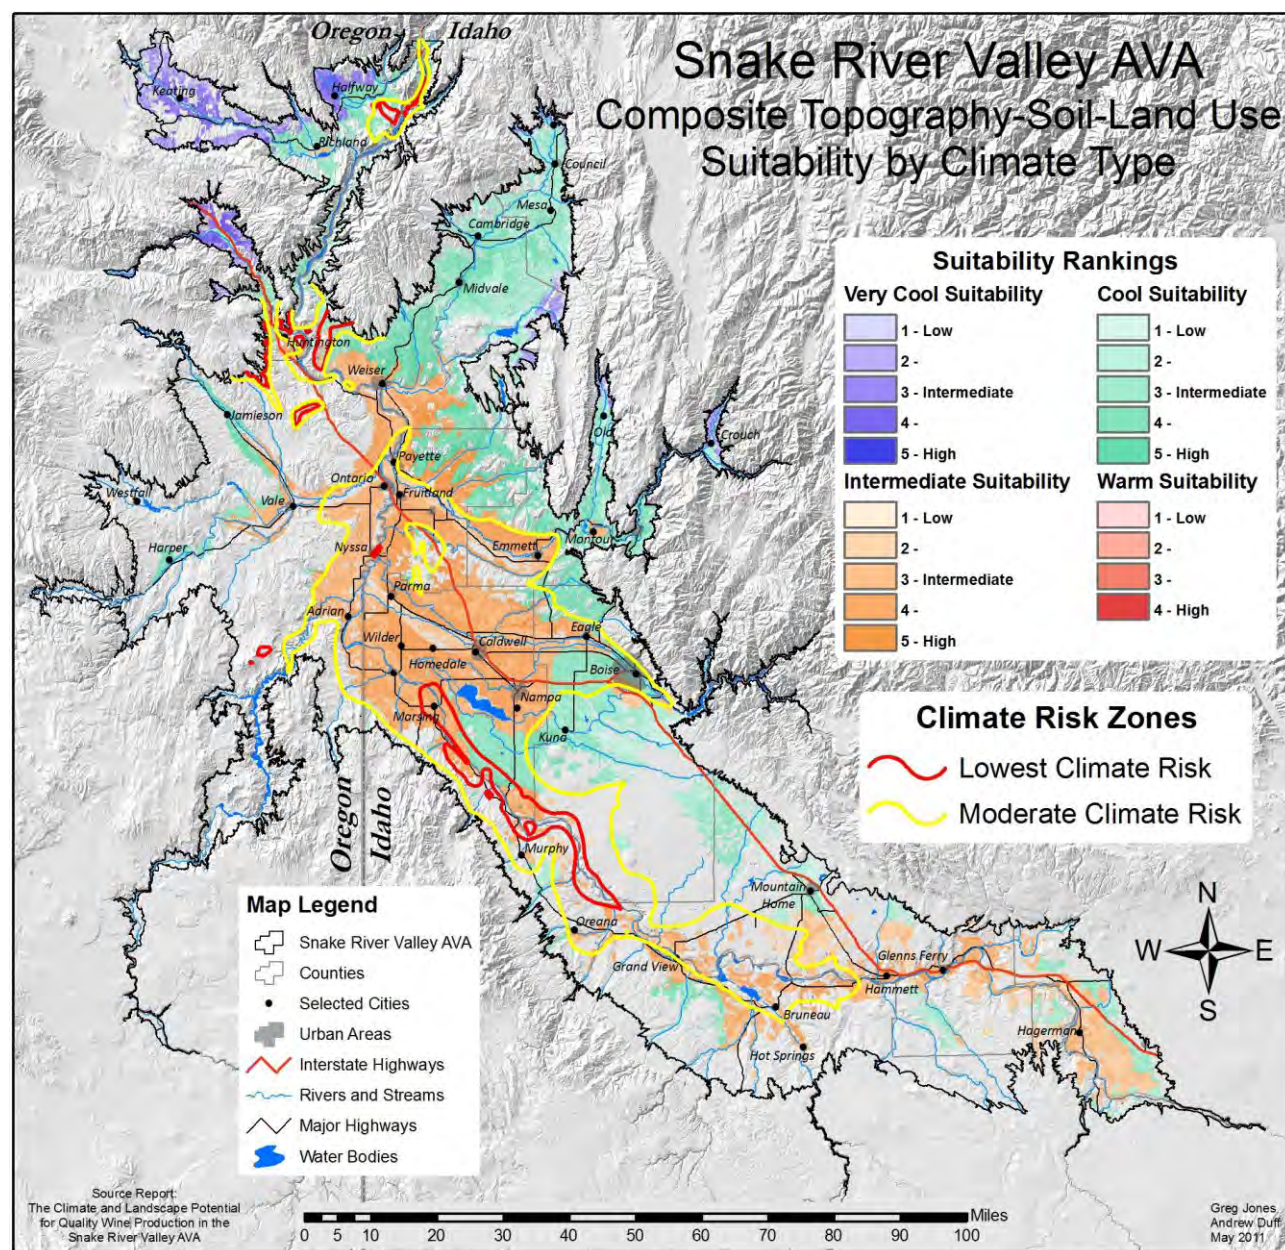 Oregon Idaho
Snake River Valley AVA
Composite Topography-Soil-Land Use
Suitability by Climate Type
Keating
Halfway
Richland
Council
Mesa
Cambridge
Midvale
Huntington
Weiser
Jamieson
Ola
Crouch
Payette
Ontario
Fruitland
Westfall
Vale
Harper
Nyssa
Emmett
Montour
Parma
Adrian
Wilder
Homedale
Caldwell
Eagle
Boise
Marsing
Nampa
Kuna
Oregon
Idaho
Murphy
Mountain
Home
Oreana
Grand View
Glenns Ferry
Hammett
Bruneau
Hot Springs
Hagerman
Suitability Rankings
Very Cool Suitability
1 - Low
2 -
3 - Intermediate
4 -
5 - High
Cool Suitability
1 - Low
2 -
3 - Intermediate
4 -
5 - High
Intermediate Suitability
1 - Low
2 -
3 - Intermediate
4 -
5 - High
Warm Suitability
1 - Low
2 -
3 -
4 - High
Climate Risk Zones
Lowest Climate Risk
Moderate Climate Risk
Map Legend
Snake River Valley AVA
Counties
Selected Cities
Urban Areas
Interstate Highways
Rivers and Streams
Major Highways
Water Bodies
N
W E
S
Source Report:
The Climate and Landscape Potential
for Quality Wine Production in the
Snake River Valley AVA
Miles
0 5 10 20 30 40 50 60 70 80 90 100
Greg Jones
Andrew Duff
May 2011